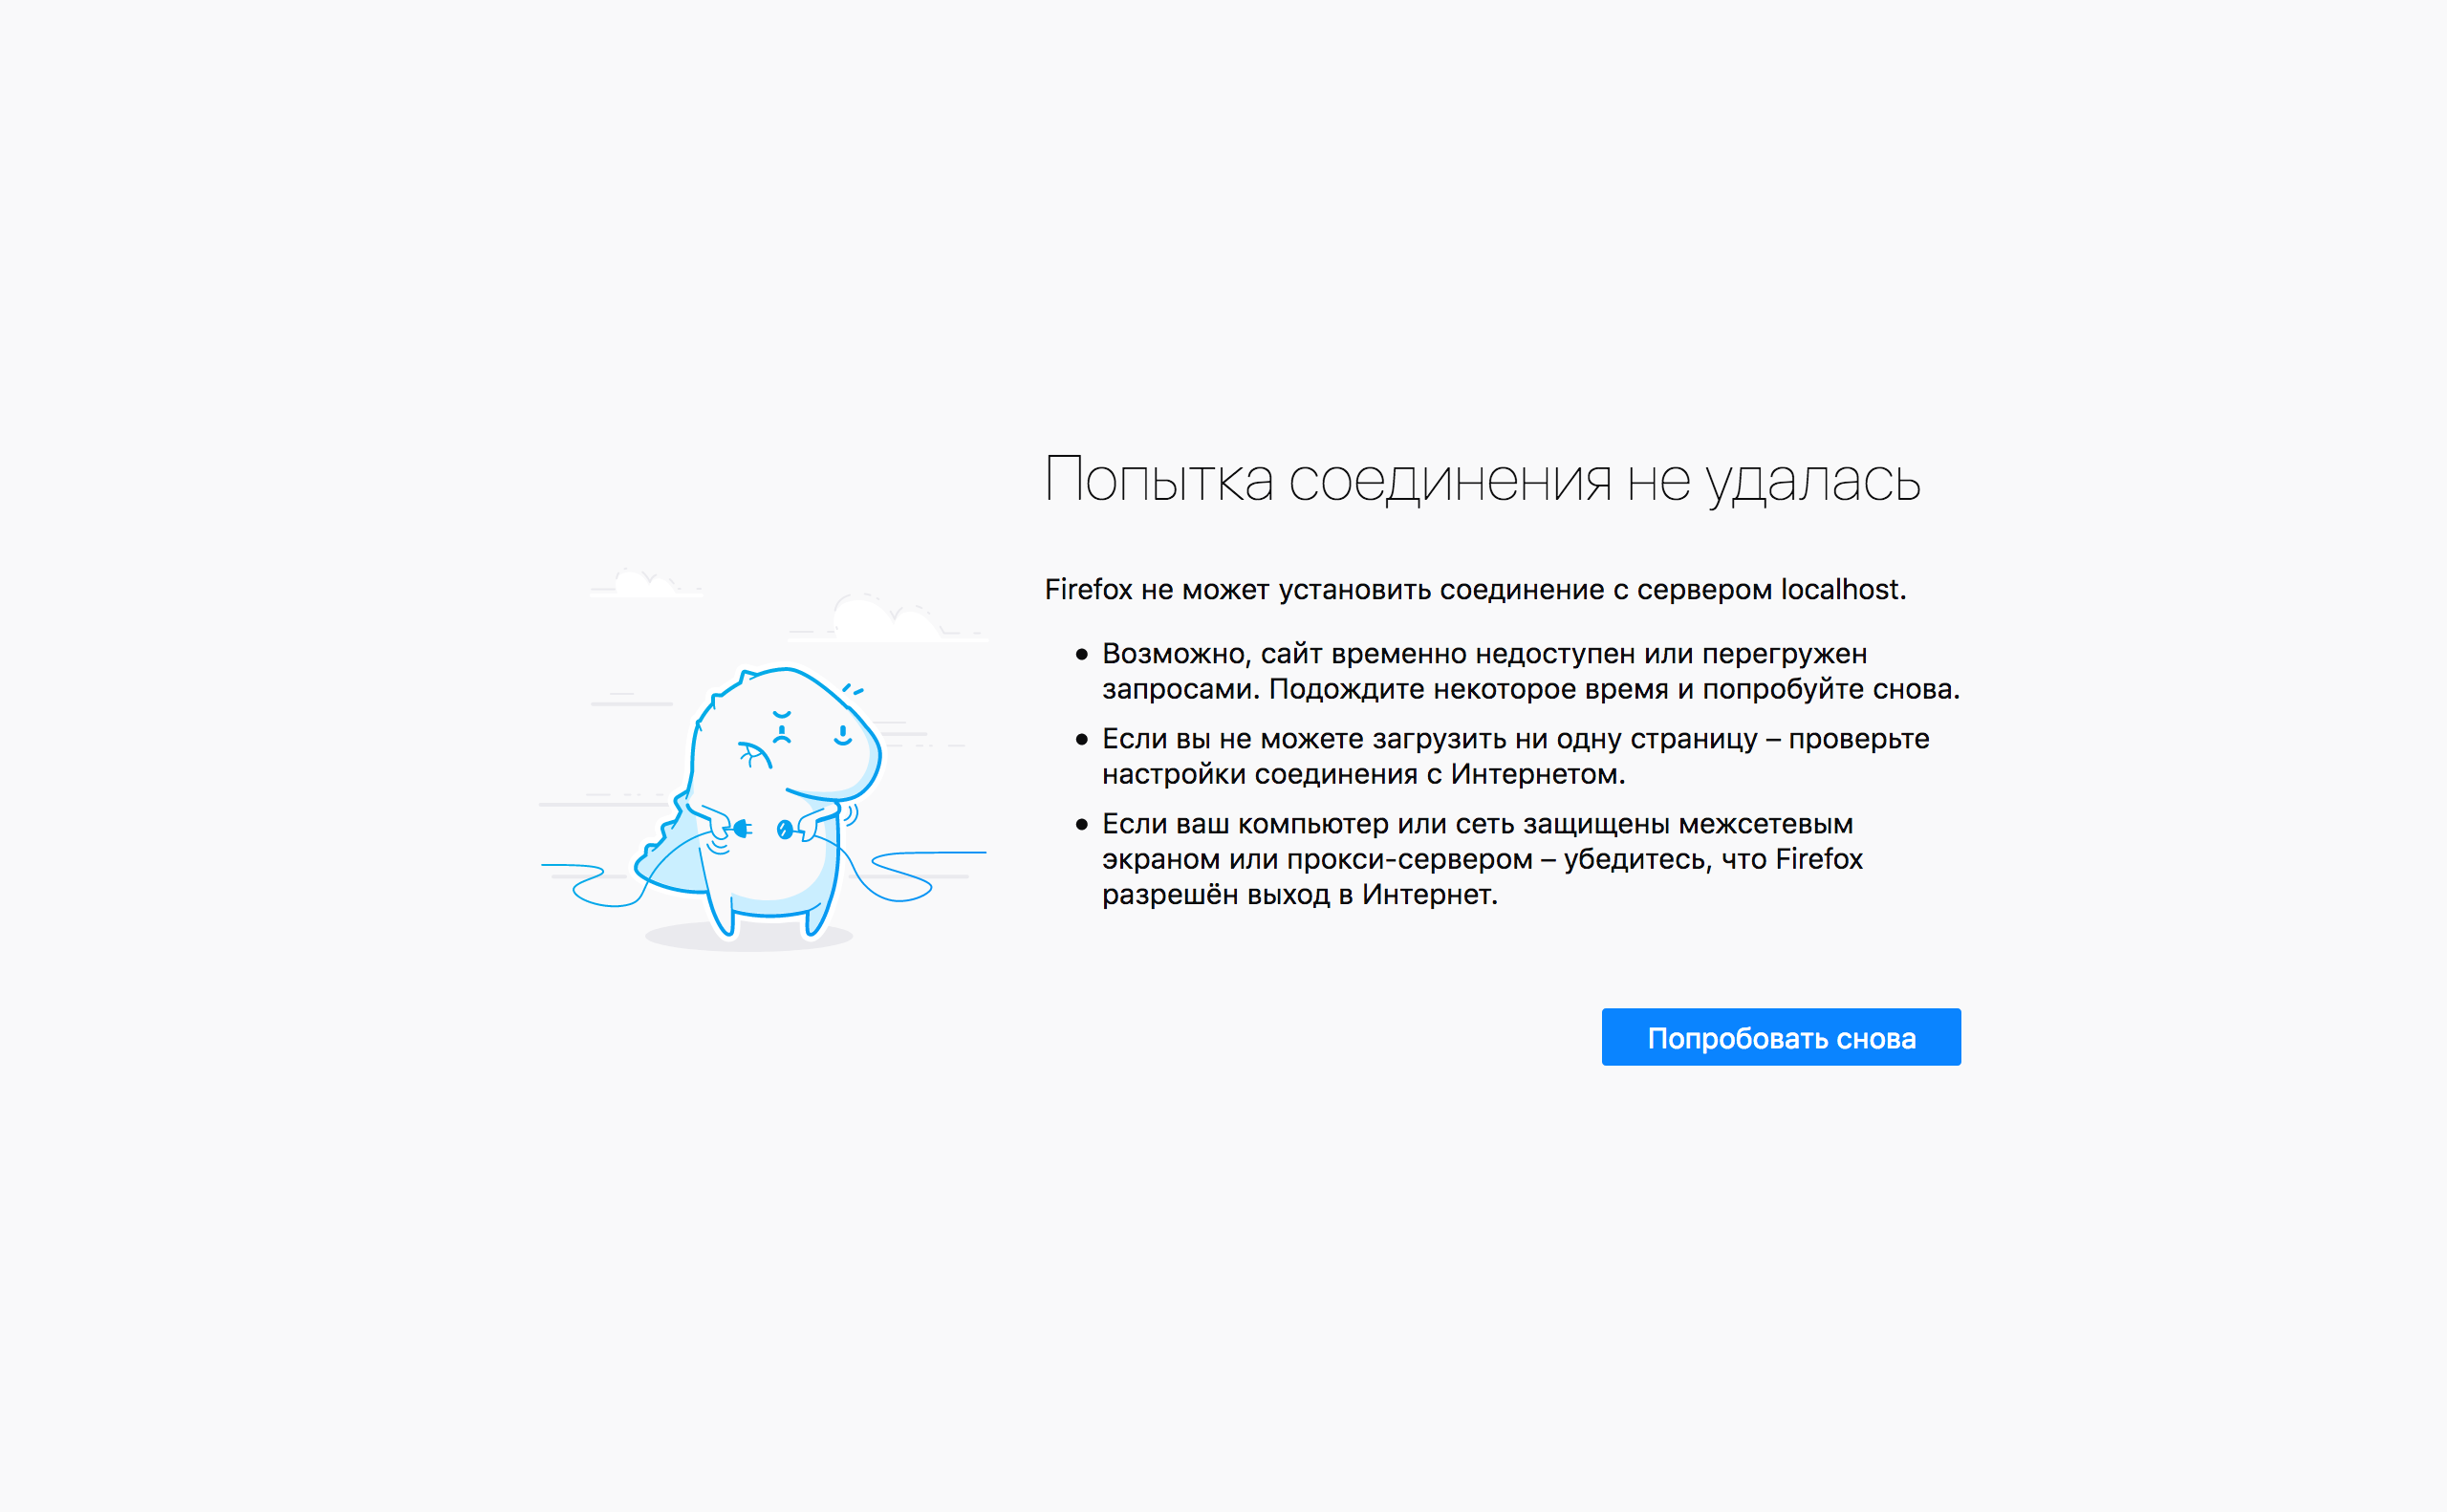 Попытка соединения не удалась
Firefox не может установить соединение с сервером localhost.
● Возможно, сайт временно недоступен или перегружен
запросами. Подождите некоторое время и попробуйте снова.
● Если вы не можете загрузить ни одну страницу – проверьте
настройки соединения с Интернетом.
● Если ваш компьютер или сеть защищены межсетевым
экраном или прокси-сервером – убедитесь, что Firefox
разрешён выход в Интернет.
Попробовать снова